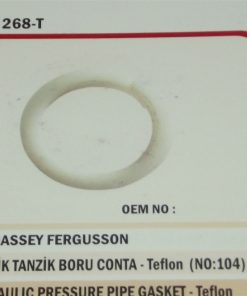 268-T
OEM NO :
ASSEY FERGUSSON
İK TANZİK BORU CONTA - Teflon (NO:104)
AULIC PRESSURE PIPE GASKET - Teflon